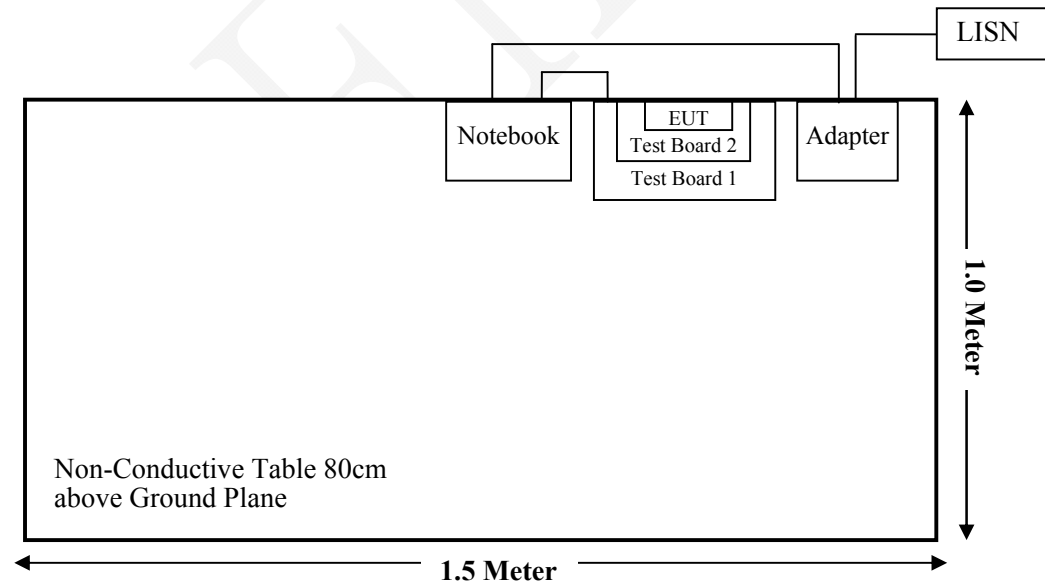 LISN
EUT
Notebook
Test Board 2
Adapter
Test Board 1
1.0 Meter
Non-Conductive Table 80cm
above Ground Plane
1.5 Meter